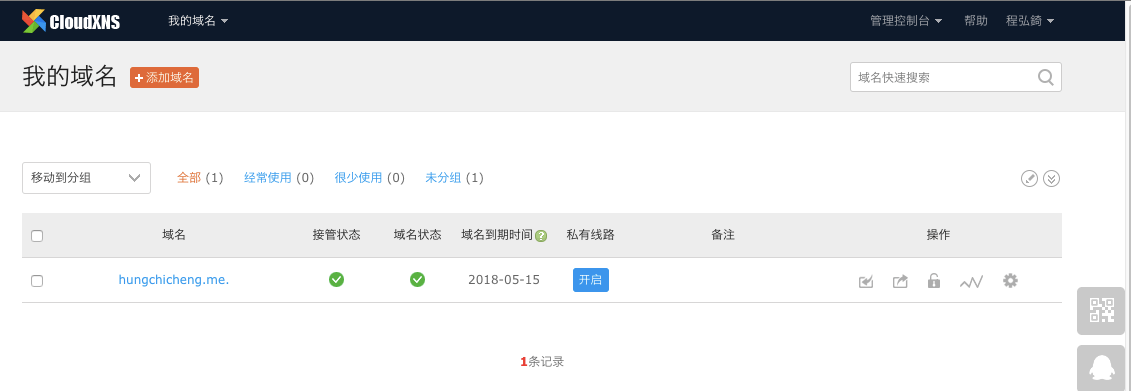 CloudXNS 我的域名 管理控制台 帮助 程弘錡
我的域名 +添加域名 域名快速搜索
移动到分组 全部 (1) 经常使用 (0) 很少使用 (0) 未分组 (1)
域名 接管状态 域名状态 域名到期时间 ? 私有线路 备注 操作
hungchicheng.me. 2018-05-15 开启
1条记录